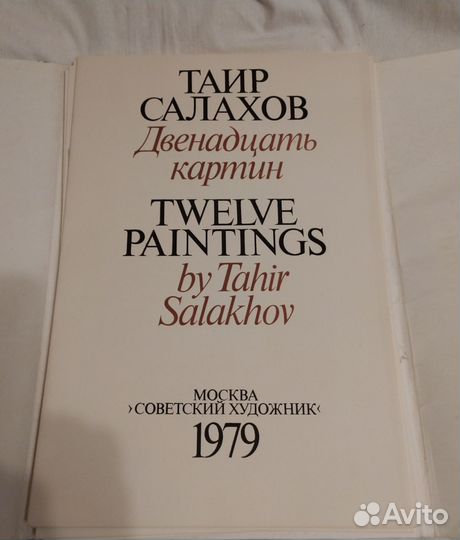 ТАИР
САЛАХОВ
Двенадцать
картин
TWELVE
PAINTINGS
by Tahir
Salakhov
МОСКВА
›СОВЕТСКИЙ ХУДОЖНИК‹
1979
Avito